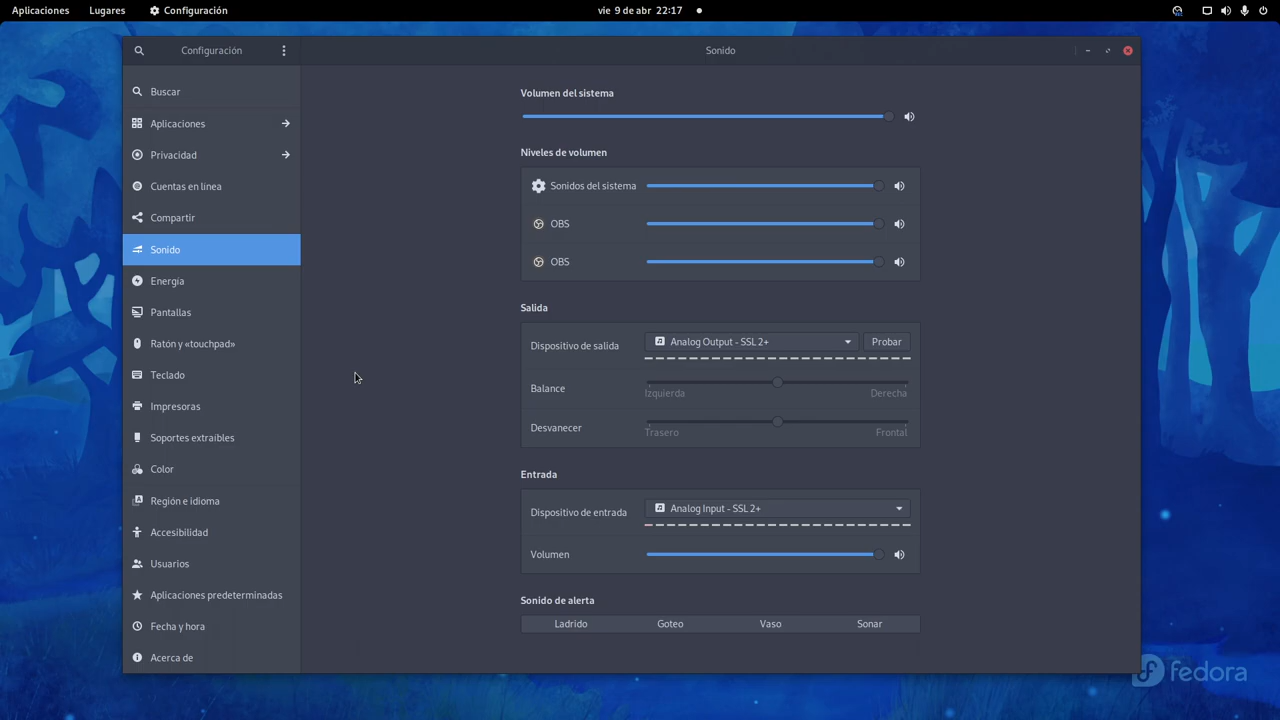 Aplicaciones Lugares Configuración vie 9 de abr 22:17
Configuración Sonido
Buscar
Aplicaciones
Privacidad
Cuentas en línea
Compartir
Sonido
Energía
Pantallas
Ratón y «touchpad»
Teclado
Impresoras
Soportes extraíbles
Color
Región e idioma
Accesibilidad
Usuarios
Aplicaciones predeterminadas
Fecha y hora
Acerca de
Volumen del sistema
Niveles de volumen
Sonidos del sistema
OBS
OBS
Salida
Dispositivo de salida Analog Output - SSL 2+ Probar
Balance
Izquierda Derecha
Desvanecer
Trasero Frontal
Entrada
Dispositivo de entrada Analog Input - SSL 2+
Volumen
Sonido de alerta
Ladrido Goteo Vaso Sonar
fedora